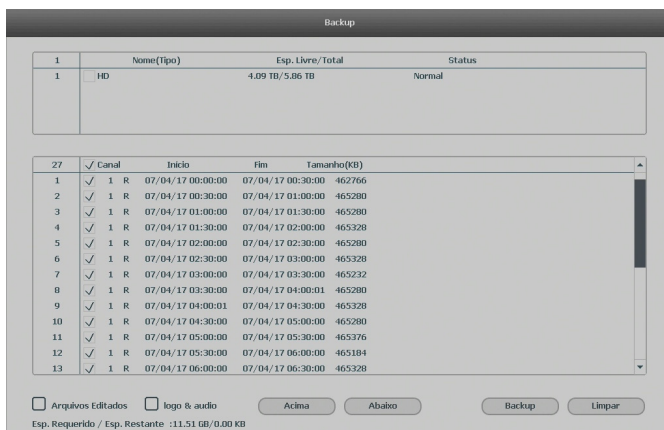 Backup
1 Nome(Tipo) Esp. Livre/Total Status
1 HD 4.09 TB/5.86 TB Normal
27 Canal Início Fim Tamanho(KB)
1 1 R 07/04/17 00:00:00 07/04/17 00:30:00 462766
2 1 R 07/04/17 00:30:00 07/04/17 01:00:00 465280
3 1 R 07/04/17 01:00:00 07/04/17 01:30:00 465280
4 1 R 07/04/17 01:30:00 07/04/17 02:00:00 465328
5 1 R 07/04/17 02:00:00 07/04/17 02:30:00 465280
6 1 R 07/04/17 02:30:00 07/04/17 03:00:00 465328
7 1 R 07/04/17 03:00:00 07/04/17 03:30:00 465232
8 1 R 07/04/17 03:30:00 07/04/17 04:00:01 465280
9 1 R 07/04/17 04:00:01 07/04/17 04:30:00 465328
10 1 R 07/04/17 04:30:00 07/04/17 05:00:00 465280
11 1 R 07/04/17 05:00:00 07/04/17 05:30:00 465376
12 1 R 07/04/17 05:30:00 07/04/17 06:00:00 465184
13 1 R 07/04/17 06:00:00 07/04/17 06:30:00 465328
Arquivos Editados logo & audio Acima Abaixo Backup Limpar
Esp. Requerido / Esp. Restante :11.51 GB/0.00 KB